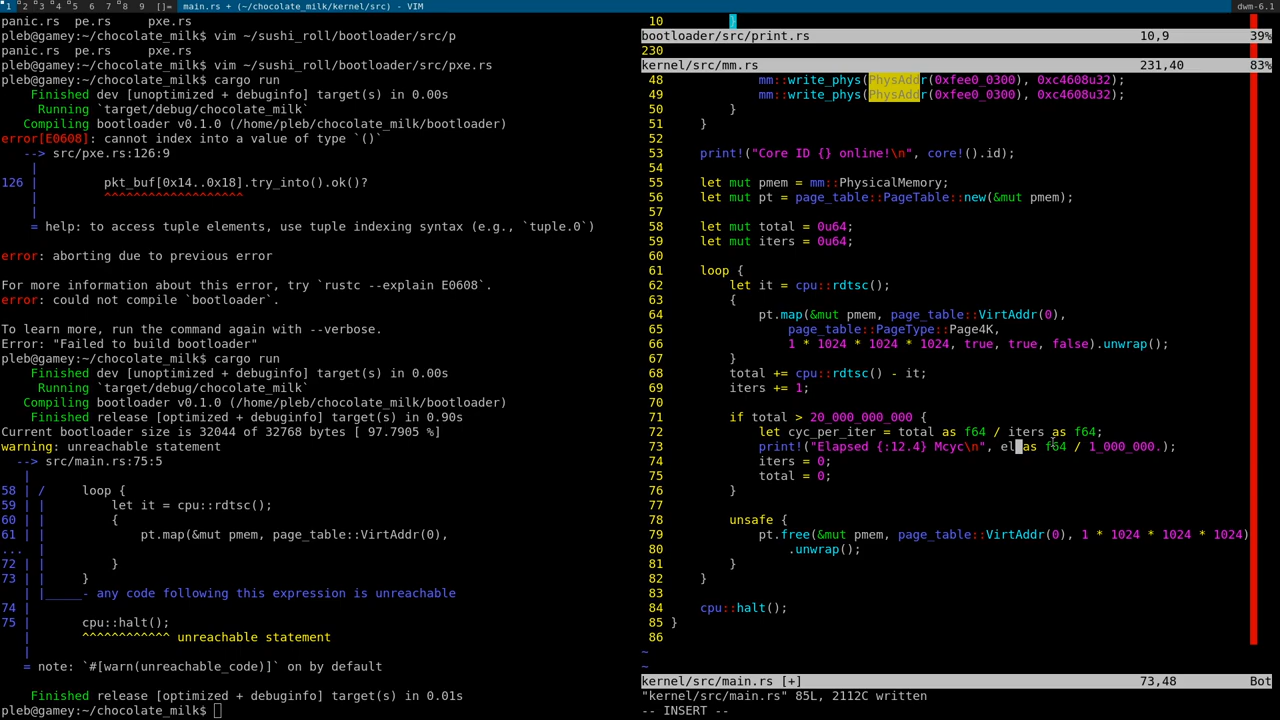 1 2 3 4 5 6 7 8 9 []= main.rs + (~/chocolate_milk/kernel/src) - VIM dwm-6.1
panic.rs  pe.rs     pxe.rs
pleb@gamey:~/chocolate_milk$ vim ~/sushi_roll/bootloader/src/p
panic.rs  pe.rs     pxe.rs
pleb@gamey:~/chocolate_milk$ vim ~/sushi_roll/bootloader/src/pxe.rs
pleb@gamey:~/chocolate_milk$ cargo run
    Finished dev [unoptimized + debuginfo] target(s) in 0.00s
     Running `target/debug/chocolate_milk`
   Compiling bootloader v0.1.0 (/home/pleb/chocolate_milk/bootloader)
error[E0608]: cannot index into a value of type `()`
   --> src/pxe.rs:126:9
    |
126 |         pkt_buf[0x14..0x18].try_into().ok()?
    |         ^^^^^^^^^^^^^^^^^^^
    |
    = help: to access tuple elements, use tuple indexing syntax (e.g., `tuple.0`)
error: aborting due to previous error
For more information about this error, try `rustc --explain E0608`.
error: could not compile `bootloader`.
To learn more, run the command again with --verbose.
Error: "Failed to build bootloader"
pleb@gamey:~/chocolate_milk$ cargo run
    Finished dev [unoptimized + debuginfo] target(s) in 0.00s
     Running `target/debug/chocolate_milk`
   Compiling bootloader v0.1.0 (/home/pleb/chocolate_milk/bootloader)
    Finished release [optimized + debuginfo] target(s) in 0.90s
Current bootloader size is 32044 of 32768 bytes [ 97.7905 %]
warning: unreachable statement
  --> src/main.rs:75:5
   |
58 | /     loop {
59 | |         let it = cpu::rdtsc();
60 | |         {
61 | |             pt.map(&mut pmem, page_table::VirtAddr(0),
...  |
72 | |         }
73 | |     }
   | |_____- any code following this expression is unreachable
74 |
75 |       cpu::halt();
   |       ^^^^^^^^^^^^ unreachable statement
   |
   = note: `#[warn(unreachable_code)]` on by default
    Finished release [optimized + debuginfo] target(s) in 0.01s
pleb@gamey:~/chocolate_milk$
 10         }
bootloader/src/print.rs 10,9 39%
230
kernel/src/mm.rs 231,40 83%
 48             mm::write_phys(PhysAddr(0xfee0_0300), 0xc4608u32);
 49             mm::write_phys(PhysAddr(0xfee0_0300), 0xc4608u32);
 50         }
 51     }
 52
 53     print!("Core ID {} online!\n", core!().id);
 54
 55     let mut pmem = mm::PhysicalMemory;
 56     let mut pt = page_table::PageTable::new(&mut pmem);
 57
 58     let mut total = 0u64;
 59     let mut iters = 0u64;
 60
 61     loop {
 62         let it = cpu::rdtsc();
 63         {
 64             pt.map(&mut pmem, page_table::VirtAddr(0),
 65                 page_table::PageType::Page4K,
 66                 1 * 1024 * 1024 * 1024, true, true, false).unwrap();
 67         }
 68         total += cpu::rdtsc() - it;
 69         iters += 1;
 70
 71         if total > 20_000_000_000 {
 72             let cyc_per_iter = total as f64 / iters as f64;
 73             print!("Elapsed {:12.4} Mcyc\n", el as f64 / 1_000_000.);
 74             iters = 0;
 75             total = 0;
 76         }
 77
 78         unsafe {
 79             pt.free(&mut pmem, page_table::VirtAddr(0), 1 * 1024 * 1024 * 1024)
 80                 .unwrap();
 81         }
 82     }
 83
 84     cpu::halt();
 85 }
 86
~
~
kernel/src/main.rs [+] 73,48 Bot
"kernel/src/main.rs" 85L, 2112C written
-- INSERT --